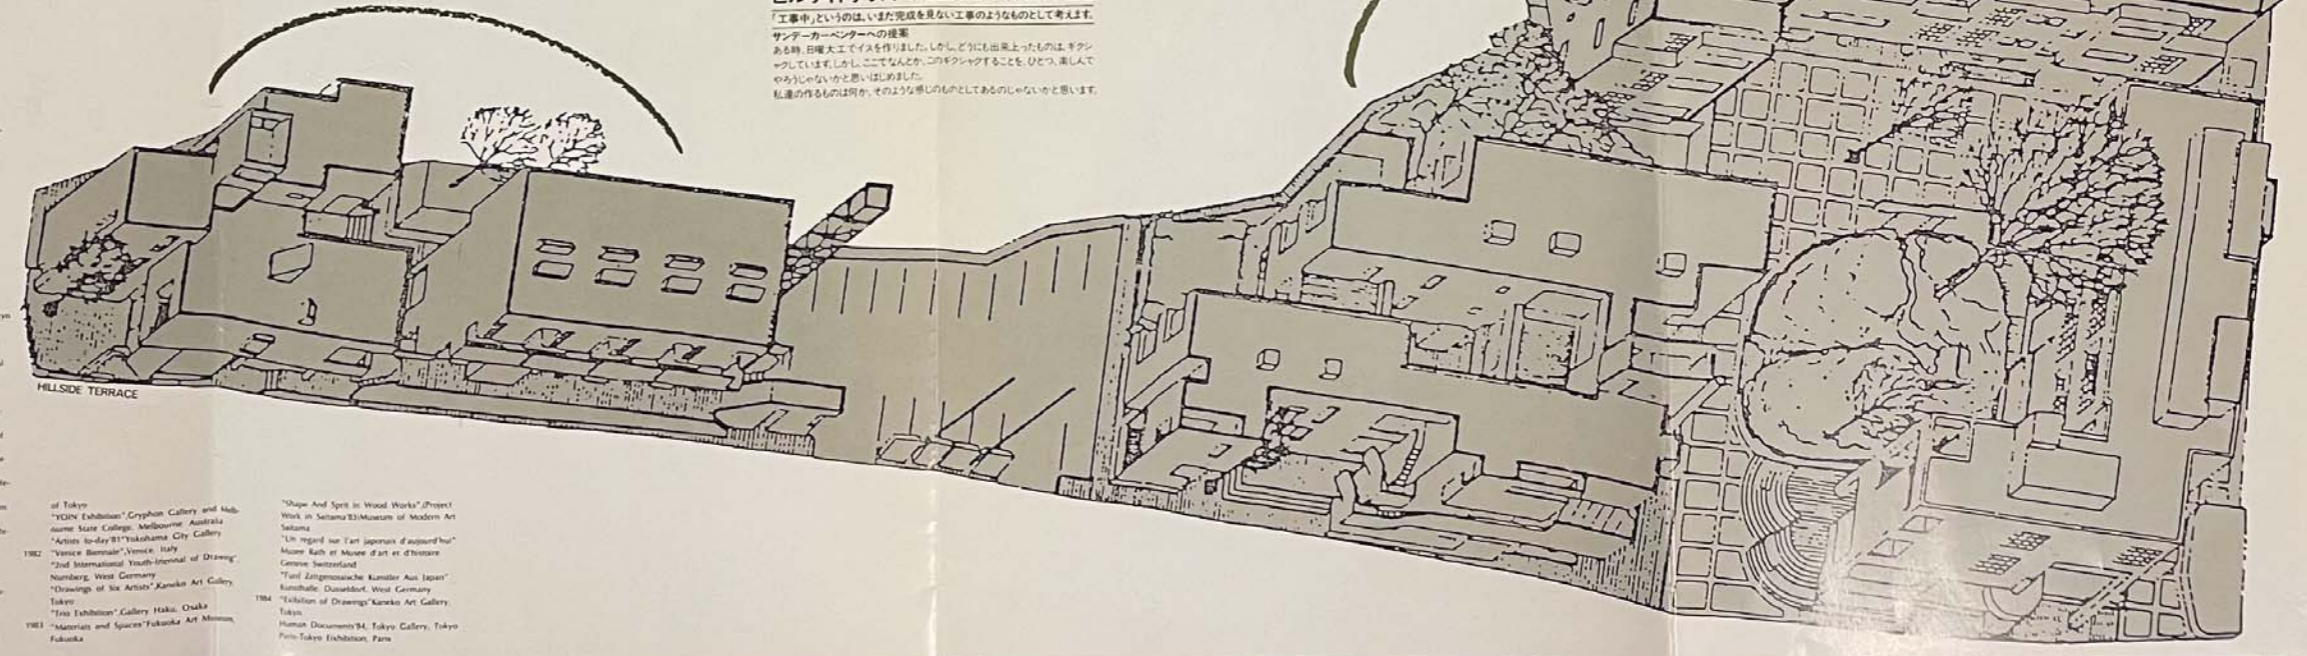 「工事中」というのは、いまだ完成を見ない工事のようなものとして考えます。
サンデーカーペンターへの提案
ある時、日曜大工でイスを作りました。しかし、どうにも出来上ったものは、ギクシ
ャクしています。しかし、ここでなんとか、このギクシャクすることを、ひとつ、楽しんで
やろうじゃないかと思いはじめました。
私達の作るものは何か、そのような感じのものとしてあるのじゃないかと思います。
HILLSIDE TERRACE
of Tokyo
"YOIN Exhibition",Gryphon Gallery and Melb-
ourne State College, Melbourne Australia
"Artists to-day'81"Yokohama City Gallery
1982 "Venice Biennale",Venice, Italy
"2nd International Youth-triennal of Drawing",
Nurnberg, West Germany
"Drawings of Six Artists",Kaneko Art Gallery,
Tokyo
"Trio Exhibition",Gallery Haku, Osaka
1983 "Materials and Spaces"Fukuoka Art Museum,
Fukuoka
"Shape And Sprit in Wood Works",(Project
Work in Seitama'83)Museum of Modern Art
Saitama
"Un regard sur l'art japonais d'aujourd'hui"
Musee Rath et Musee d'art et d'histoire
Geneve Switzerland
"Funf Zeitgenossische Kunstler Aus Japan"
Kunsthalle, Dusseldorf, West Germany
1984 "Exibition of Drawings"Kaneko Art Gallery,
Tokyo
Human Documents'84, Tokyo Gallery, Tokyo
Paris-Tokyo Exhibition, Paris